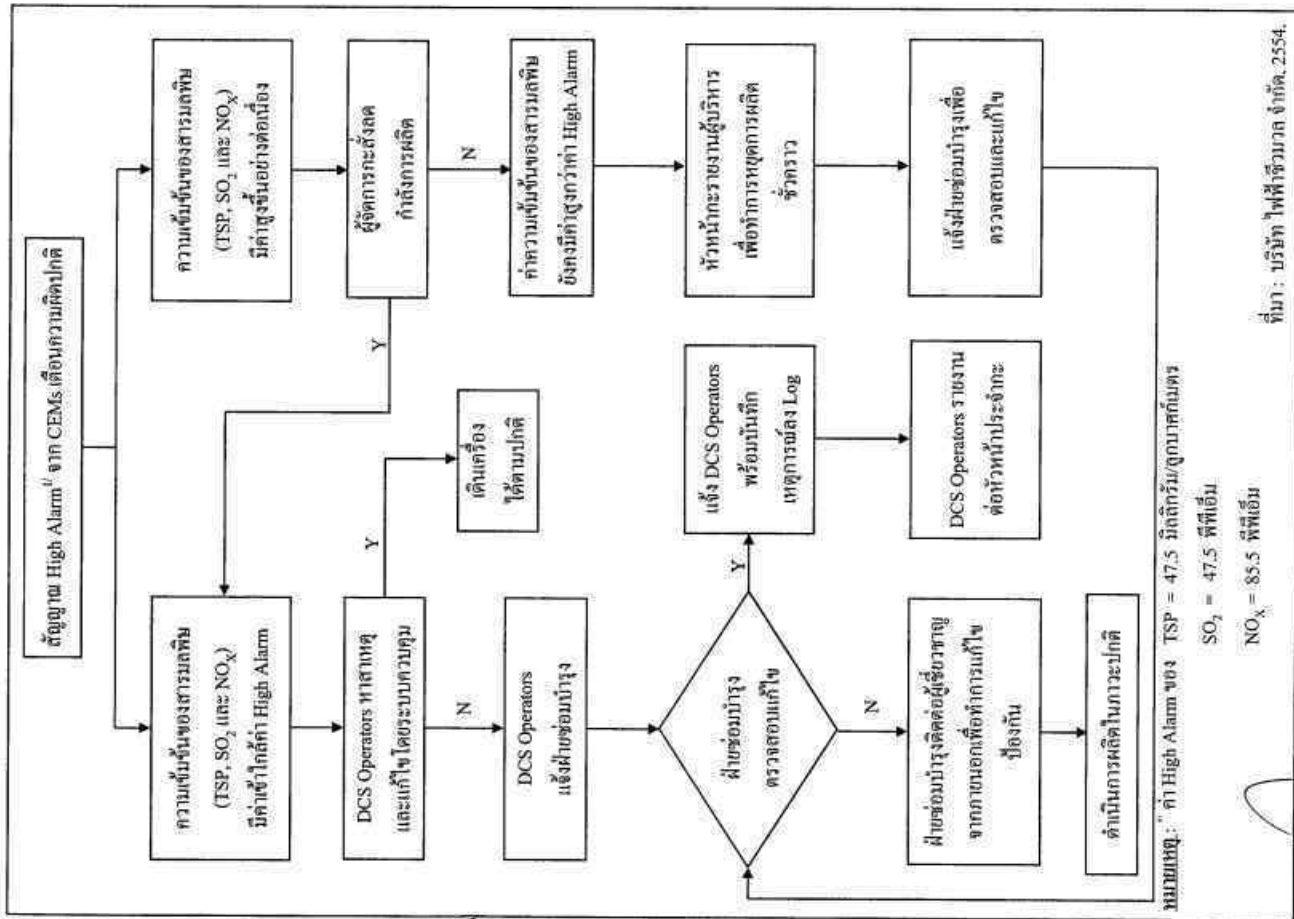 สัญญาณ High Alarm 1/ จาก CEMs เตือนความผิดปกติ
ความเข้มข้นของสารมลพิษ
(TSP, SO2 และ NOX)
มีค่าเข้าใกล้ค่า High Alarm
ความเข้มข้นของสารมลพิษ
(TSP, SO2 และ NOX)
มีค่าสูงขึ้นอย่างต่อเนื่อง
DCS Operators หาสาเหตุ
และแก้ไขโดยระบบควบคุม
ผู้จัดการกะสั่งลด
กำลังการผลิต
Y
Y
N
N
เดินเครื่อง
ได้ตามปกติ
DCS Operators
แจ้งฝ่ายซ่อมบำรุง
ค่าความเข้มข้นของสารมลพิษ
ยังคงมีค่าสูงกว่าค่า High Alarm
ฝ่ายซ่อมบำรุง
ตรวจสอบแก้ไข
Y
N
แจ้ง DCS Operators
พร้อมบันทึก
เหตุการณ์ลง Log
หัวหน้ากะรายงานผู้บริหาร
เพื่อทำการหยุดการผลิต
ชั่วคราว
ฝ่ายซ่อมบำรุงติดต่อผู้เชี่ยวชาญ
จากภายนอกเพื่อทำการแก้ไข
ป้องกัน
DCS Operators รายงาน
ต่อหัวหน้าประจำกะ
แจ้งฝ่ายซ่อมบำรุงเพื่อ
ตรวจสอบและแก้ไข
ดำเนินการผลิตในภาวะปกติ
หมายเหตุ : 1/ ค่า High Alarm ของ TSP = 47.5 มิลลิกรัม/ลูกบาศก์เมตร
SO2 = 47.5 พีพีเอ็ม
NOX = 85.5 พีพีเอ็ม
ที่มา : บริษัท ไฟฟ้าชีวมวล จำกัด, 2554.